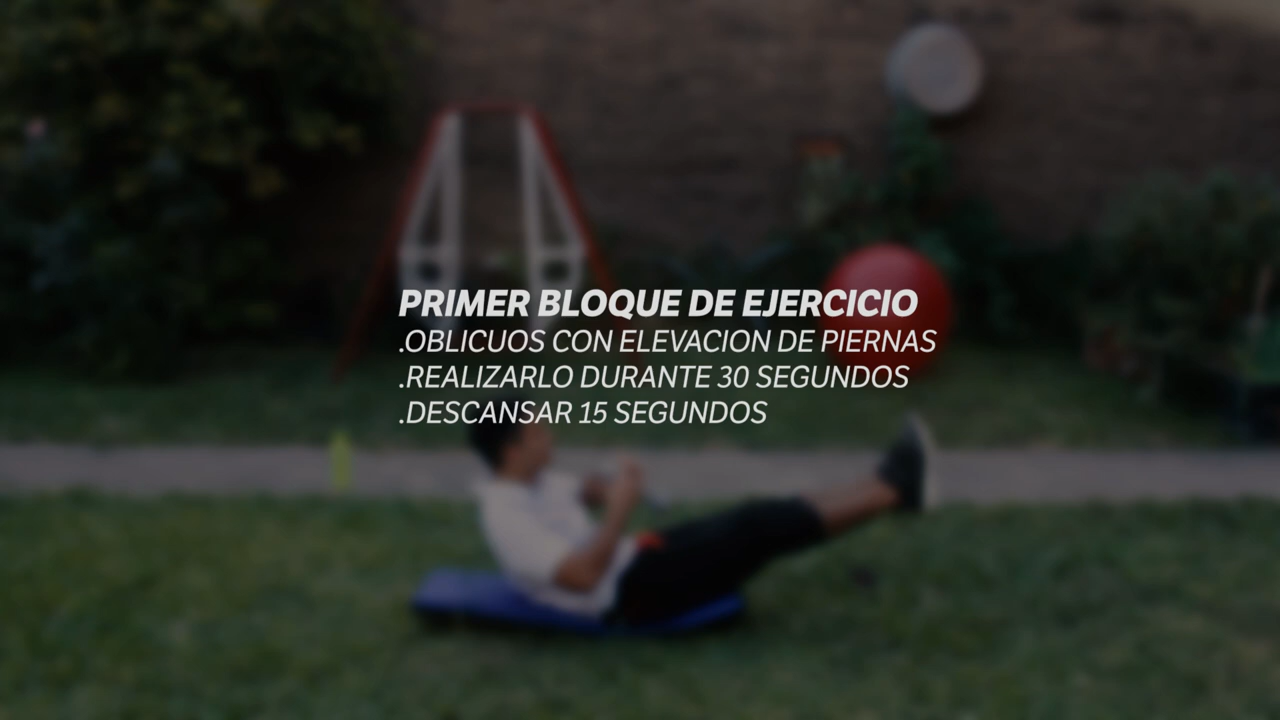 PRIMER BLOQUE DE EJERCICIO
.OBLICUOS CON ELEVACION DE PIERNAS
.REALIZARLO DURANTE 30 SEGUNDOS
.DESCANSAR 15 SEGUNDOS